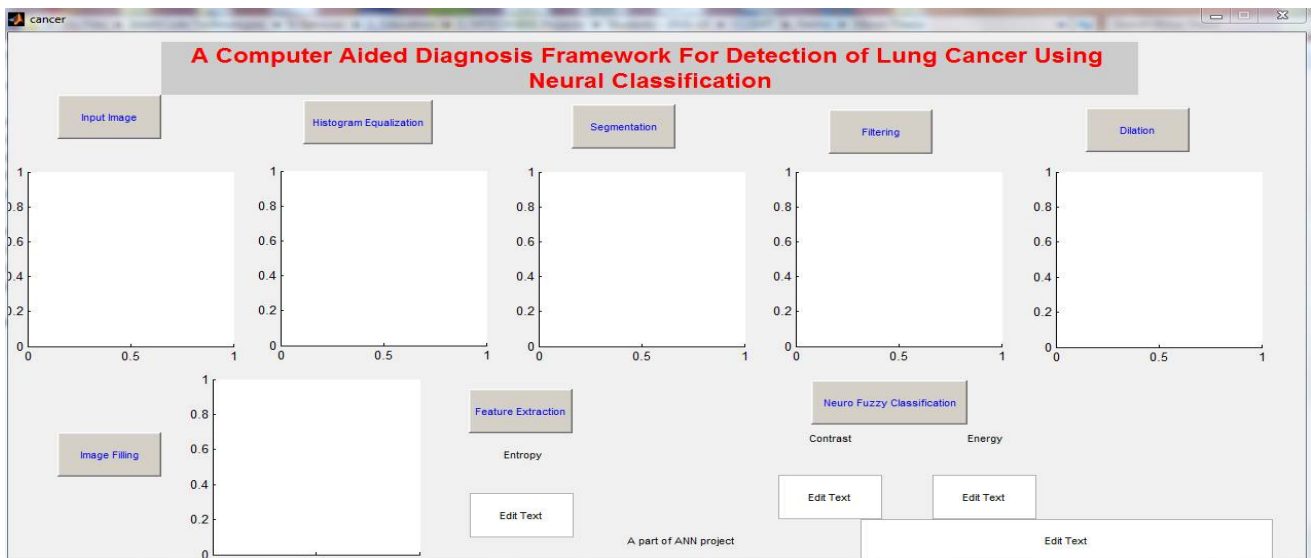 cancer
A Computer Aided Diagnosis Framework For Detection of Lung Cancer Using
Neural Classification
Input Image
Histogram Equalization
Segmentation
Filtering
Dilation
1
0.8
0.6
0.4
0.2
0
0 0.5 1
1
0.8
0.6
0.4
0.2
0
0 0.5 1
1
0.8
0.6
0.4
0.2
0
0 0.5 1
1
0.8
0.6
0.4
0.2
0
0 0.5 1
1
0.8
0.6
0.4
0.2
0
0 0.5 1
Image Filling
1
0.8
0.6
0.4
0.2
0
Feature Extraction
Entropy
Edit Text
Neuro Fuzzy Classification
Contrast Energy
Edit Text Edit Text
A part of ANN project
Edit Text